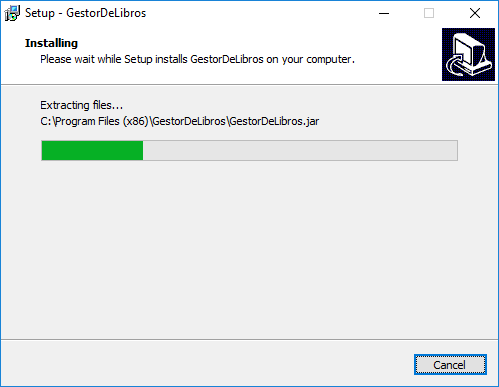 Setup - GestorDeLibros
Installing
Please wait while Setup installs GestorDeLibros on your computer.
Extracting files...
C:\Program Files (x86)\GestorDeLibros\GestorDeLibros.jar
Cancel